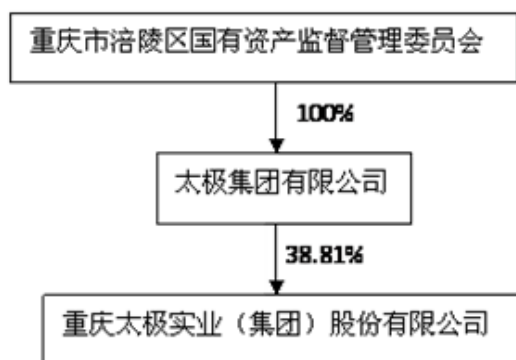 重庆市涪陵区国有资产监督管理委员会
100%
太极集团有限公司
38.81%
重庆太极实业（集团）股份有限公司